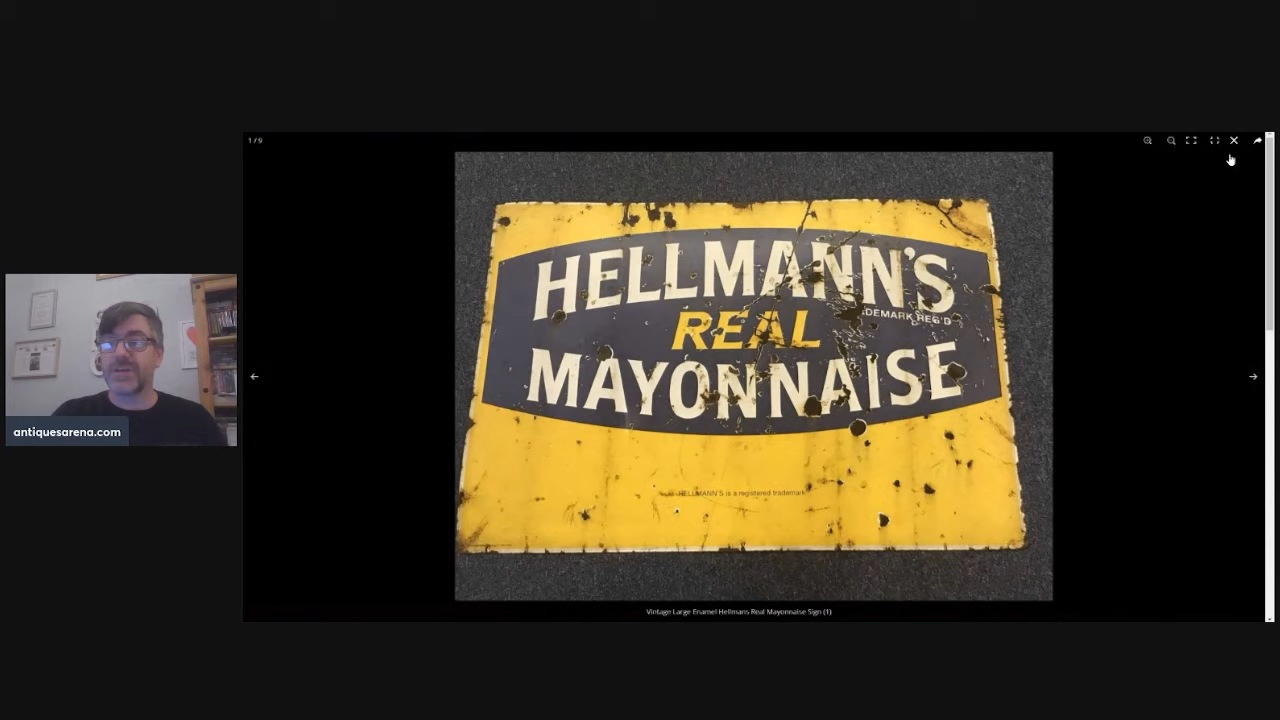 1 / 9
HELLMANN'S
DEMARK REG'D
REAL
MAYONNAISE
HELLMANN'S is a registered trademark
antiquesarena.com
Vintage Large Enamel Hellmans Real Mayonnaise Sign (1)